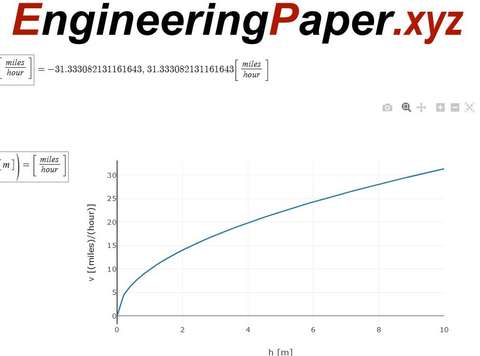 EngineeringPaper.xyz
[miles/hour] = −31.333082131161643, 31.333082131161643 [miles/hour]
[m]) = [miles/hour]
30
25
20
15
10
5
0
v [(miles)/(hour)]
0 2 4 6 8 10
h [m]